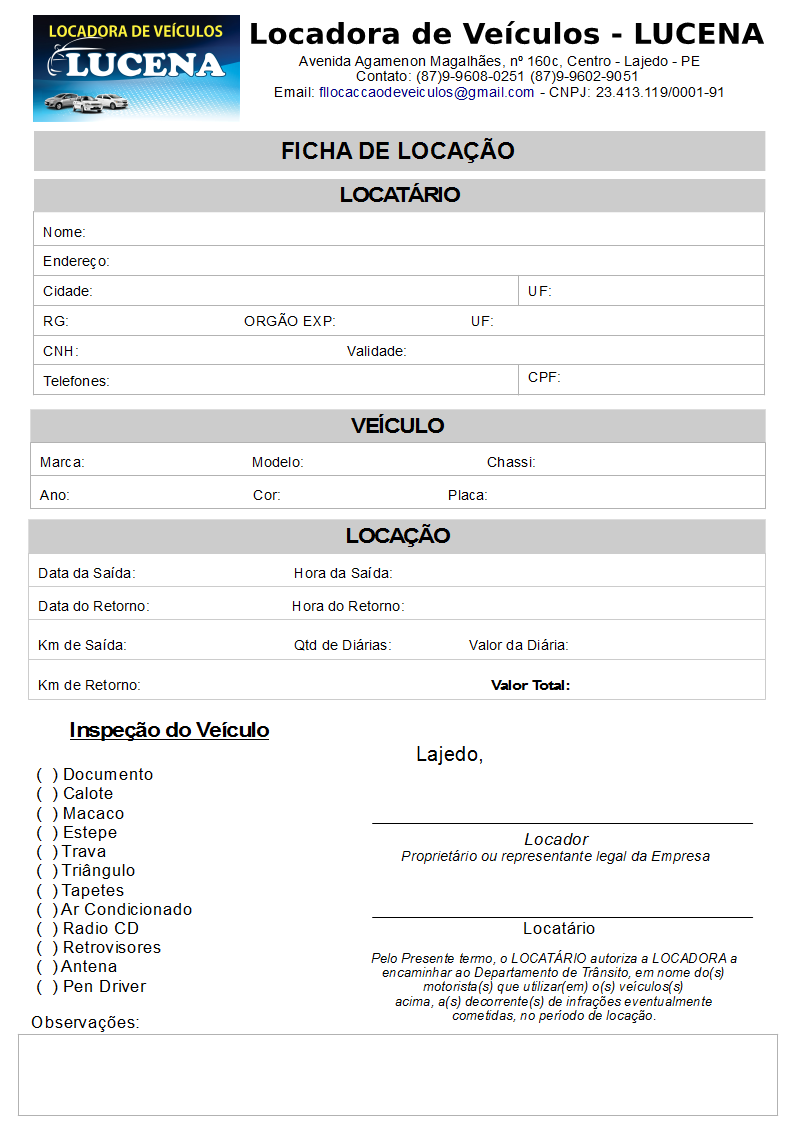 LOCADORA DE VEÍCULOS
LUCENA
Locadora de Veículos - LUCENA
Avenida Agamenon Magalhães, nº 160c, Centro - Lajedo - PE
Contato: (87)9-9608-0251 (87)9-9602-9051
Email: fllocaccaodeveiculos@gmail.com - CNPJ: 23.413.119/0001-91
FICHA DE LOCAÇÃO
LOCATÁRIO
Nome:
Endereço:
Cidade: UF:
RG: ORGÃO EXP: UF:
CNH: Validade:
Telefones: CPF:
VEÍCULO
Marca: Modelo: Chassi:
Ano: Cor: Placa:
LOCAÇÃO
Data da Saída: Hora da Saída:
Data do Retorno: Hora do Retorno:
Km de Saída: Qtd de Diárias: Valor da Diária:
Km de Retorno: Valor Total:
Inspeção do Veículo
( ) Documento
( ) Calote
( ) Macaco
( ) Estepe
( ) Trava
( ) Triângulo
( ) Tapetes
( ) Ar Condicionado
( ) Radio CD
( ) Retrovisores
( ) Antena
( ) Pen Driver
Lajedo,
Locador
Proprietário ou representante legal da Empresa
Locatário
Pelo Presente termo, o LOCATÁRIO autoriza a LOCADORA a
encaminhar ao Departamento de Trânsito, em nome do(s)
motorista(s) que utilizar(em) o(s) veículos(s)
acima, a(s) decorrente(s) de infrações eventualmente
cometidas, no período de locação.
Observações: